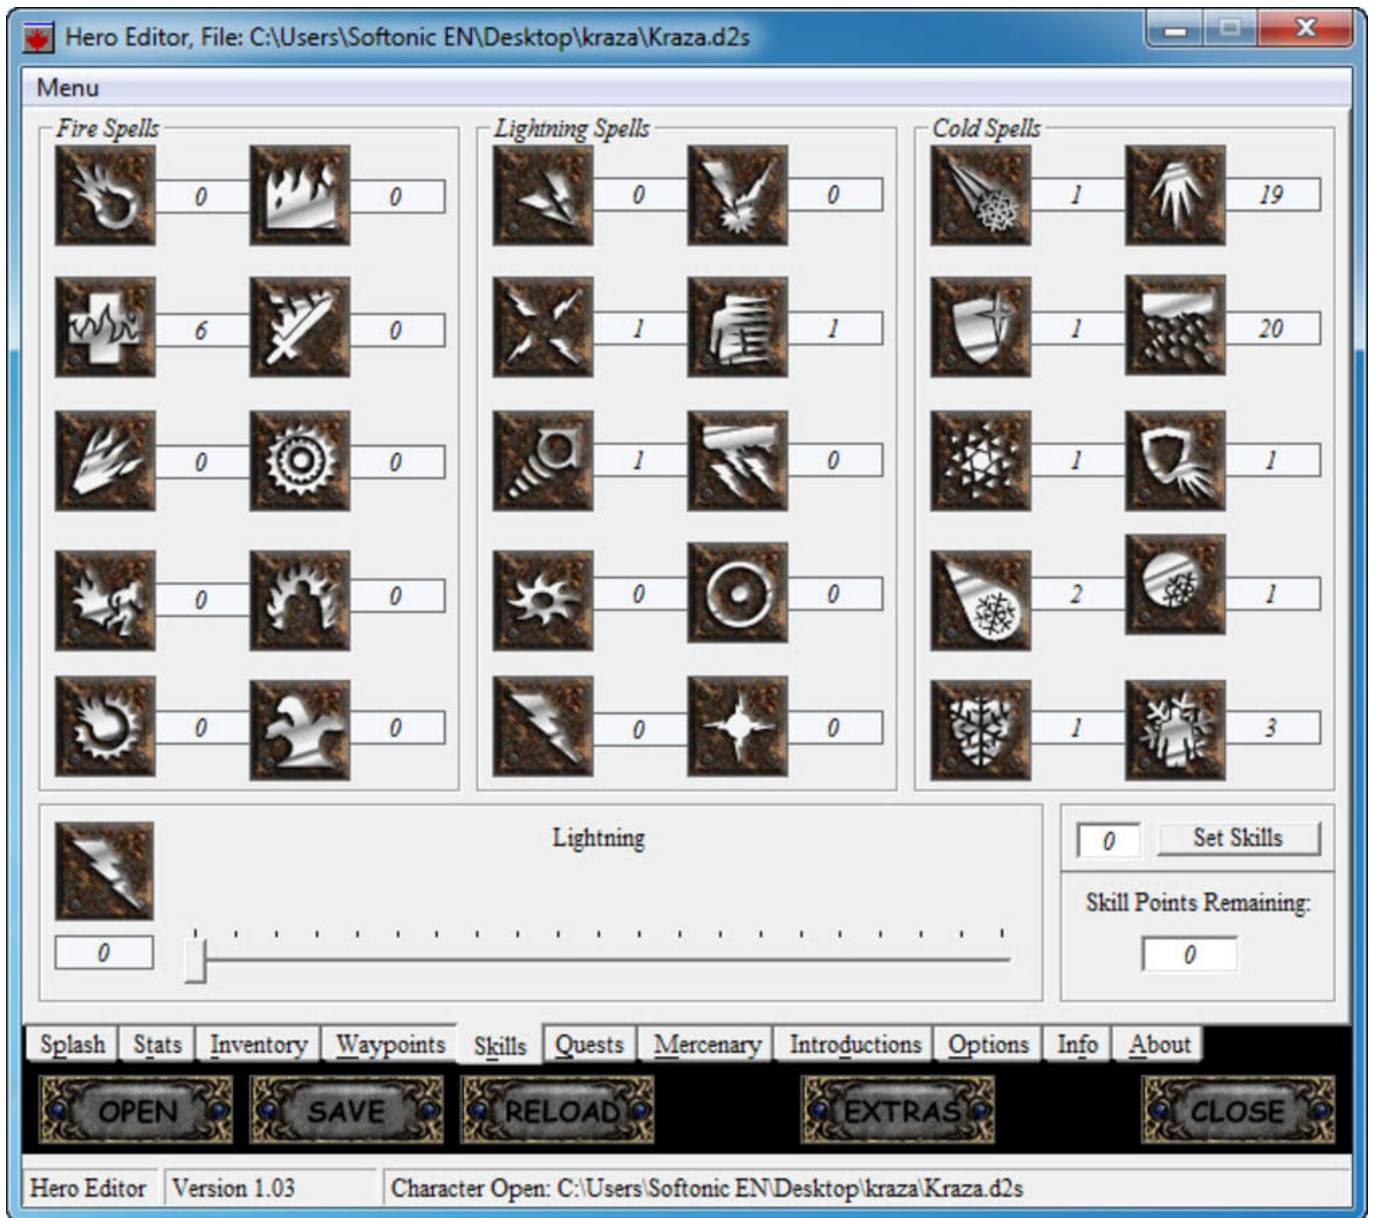 Hero Editor, File: C:\Users\Softonic EN\Desktop\kraza\Kraza.d2s
Menu
Fire Spells
0 0
6 0
0 0
0 0
0 0
Lightning Spells
0 0
1 1
1 0
0 0
0 0
Cold Spells
1 19
1 20
1 1
2 1
1 3
Lightning
0
0 Set Skills
Skill Points Remaining:
0
Splash Stats Inventory Waypoints Skills Quests Mercenary Introductions Options Info About
OPEN SAVE RELOAD EXTRAS CLOSE
Hero Editor Version 1.03 Character Open: C:\Users\Softonic EN\Desktop\kraza\Kraza.d2s